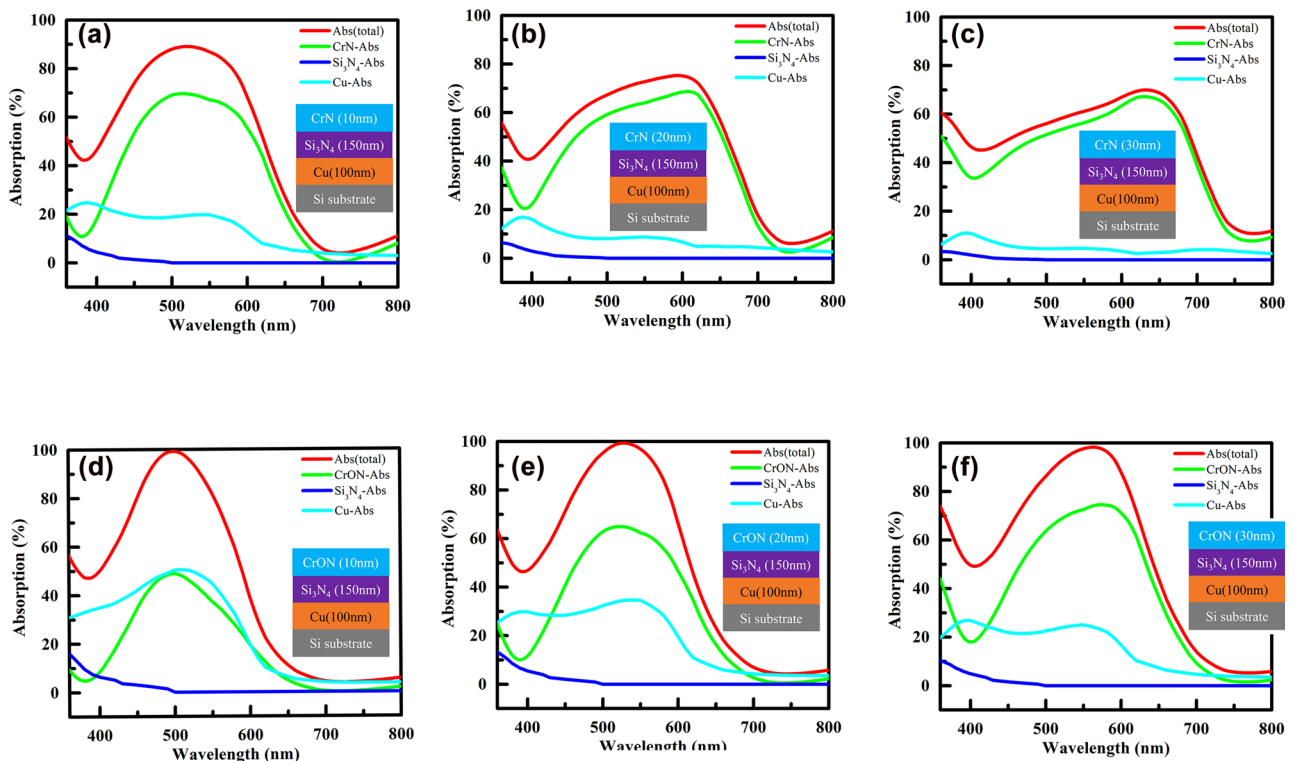 (a)
Abs(total)
CrN-Abs
Si3N4-Abs
Cu-Abs
CrN (10nm)
Si3N4 (150nm)
Cu(100nm)
Si substrate
Absorption (%)
100
80
60
40
20
0
400 500 600 700 800
Wavelength (nm)
(b)
Abs(total)
CrN-Abs
Si3N4-Abs
Cu-Abs
CrN (20nm)
Si3N4 (150nm)
Cu(100nm)
Si substrate
Absorption (%)
100
80
60
40
20
0
400 500 600 700 800
Wavelength (nm)
(c)
Abs(total)
CrN-Abs
Si3N4-Abs
Cu-Abs
CrN (30nm)
Si3N4 (150nm)
Cu(100nm)
Si substrate
Absorption (%)
100
80
60
40
20
0
400 500 600 700 800
Wavelength (nm)
(d)
Abs(total)
CrON-Abs
Si3N4-Abs
Cu-Abs
CrON (10nm)
Si3N4 (150nm)
Cu(100nm)
Si substrate
Absorption (%)
100
80
60
40
20
0
400 500 600 700 800
Wavelength (nm)
(e)
Abs(total)
CrON-Abs
Si3N4-Abs
Cu-Abs
CrON (20nm)
Si3N4 (150nm)
Cu(100nm)
Si substrate
Absorption (%)
100
80
60
40
20
0
400 500 600 700 800
Wavelength (nm)
(f)
Abs(total)
CrON-Abs
Si3N4-Abs
Cu-Abs
CrON (30nm)
Si3N4 (150nm)
Cu(100nm)
Si substrate
Absorption (%)
100
80
60
40
20
0
400 500 600 700 800
Wavelength (nm)